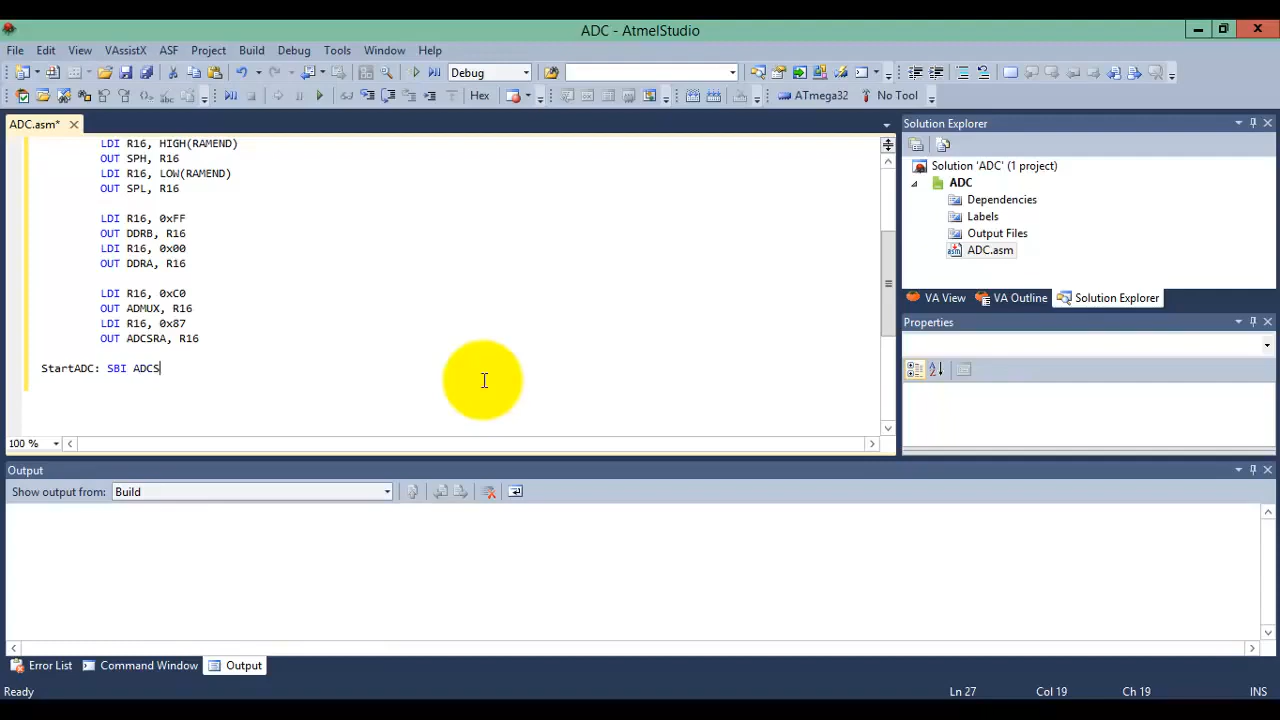 ADC - AtmelStudio
File Edit View VAssistX ASF Project Build Debug Tools Window Help
Debug
Hex ATmega32 No Tool
ADC.asm*
LDI R16, HIGH(RAMEND)
OUT SPH, R16
LDI R16, LOW(RAMEND)
OUT SPL, R16
LDI R16, 0xFF
OUT DDRB, R16
LDI R16, 0x00
OUT DDRA, R16
LDI R16, 0xC0
OUT ADMUX, R16
LDI R16, 0x87
OUT ADCSRA, R16
StartADC: SBI ADCS
100 %
Solution Explorer
Solution 'ADC' (1 project)
ADC
Dependencies
Labels
Output Files
asm ADC.asm
VA View VA Outline Solution Explorer
Properties
Output
Show output from: Build
Error List Command Window Output
Ready Ln 27 Col 19 Ch 19 INS